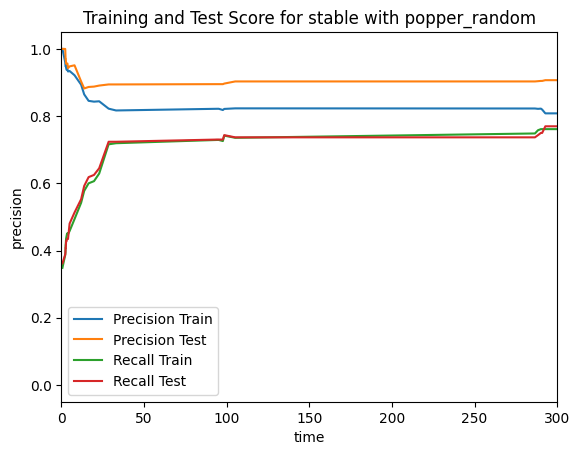 Training and Test Score for stable with popper_random
precision
1.0
0.8
0.6
0.4
0.2
0.0
Precision Train
Precision Test
Recall Train
Recall Test
0 50 100 150 200 250 300
time